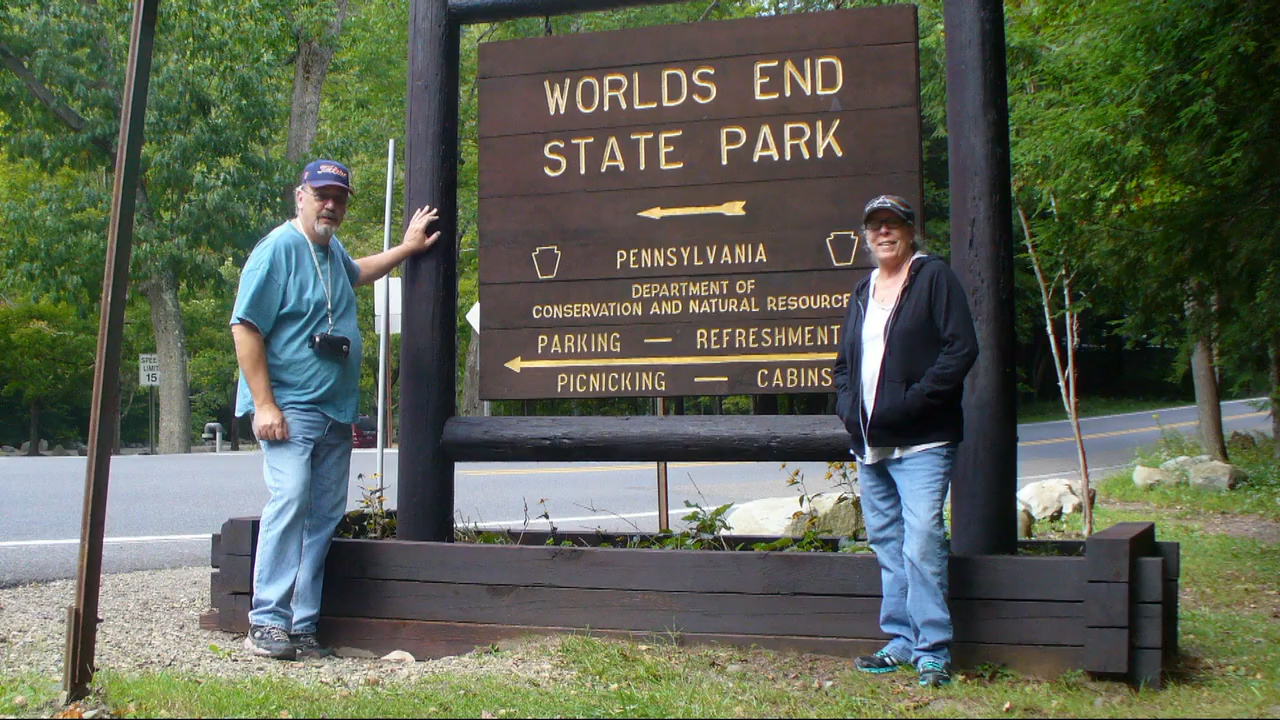 WORLDS END
STATE PARK
PENNSYLVANIA
DEPARTMENT OF
CONSERVATION AND NATURAL RESOURCE
PARKING — REFRESHMENT
PICNICKING — CABINS
SPEED
LIMIT
15